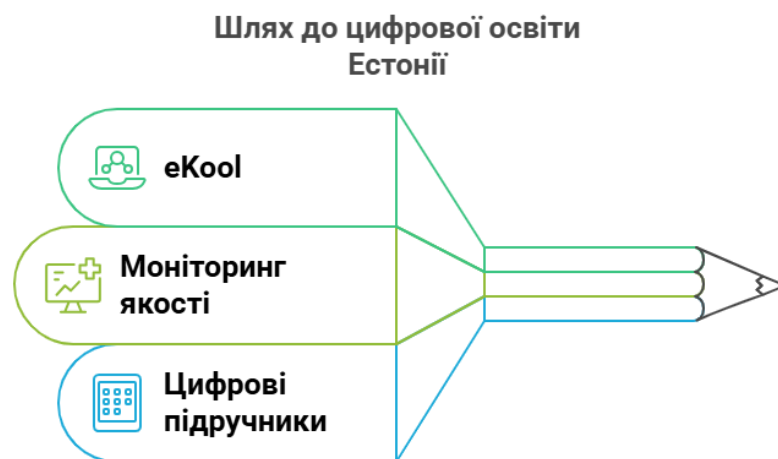 Шлях до цифрової освіти
Естонії
eKool
Моніторинг
якості
Цифрові
підручники